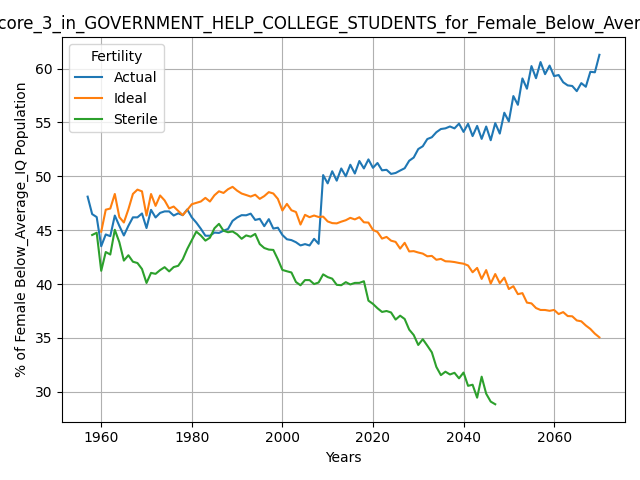 core_3_in_GOVERNMENT_HELP_COLLEGE_STUDENTS_for_Female_Below_Aver
% of Female Below_Average_IQ Population
Fertility
Actual
Ideal
Sterile
60
55
50
45
40
35
30
1960
1980
2000
2020
2040
2060
Years